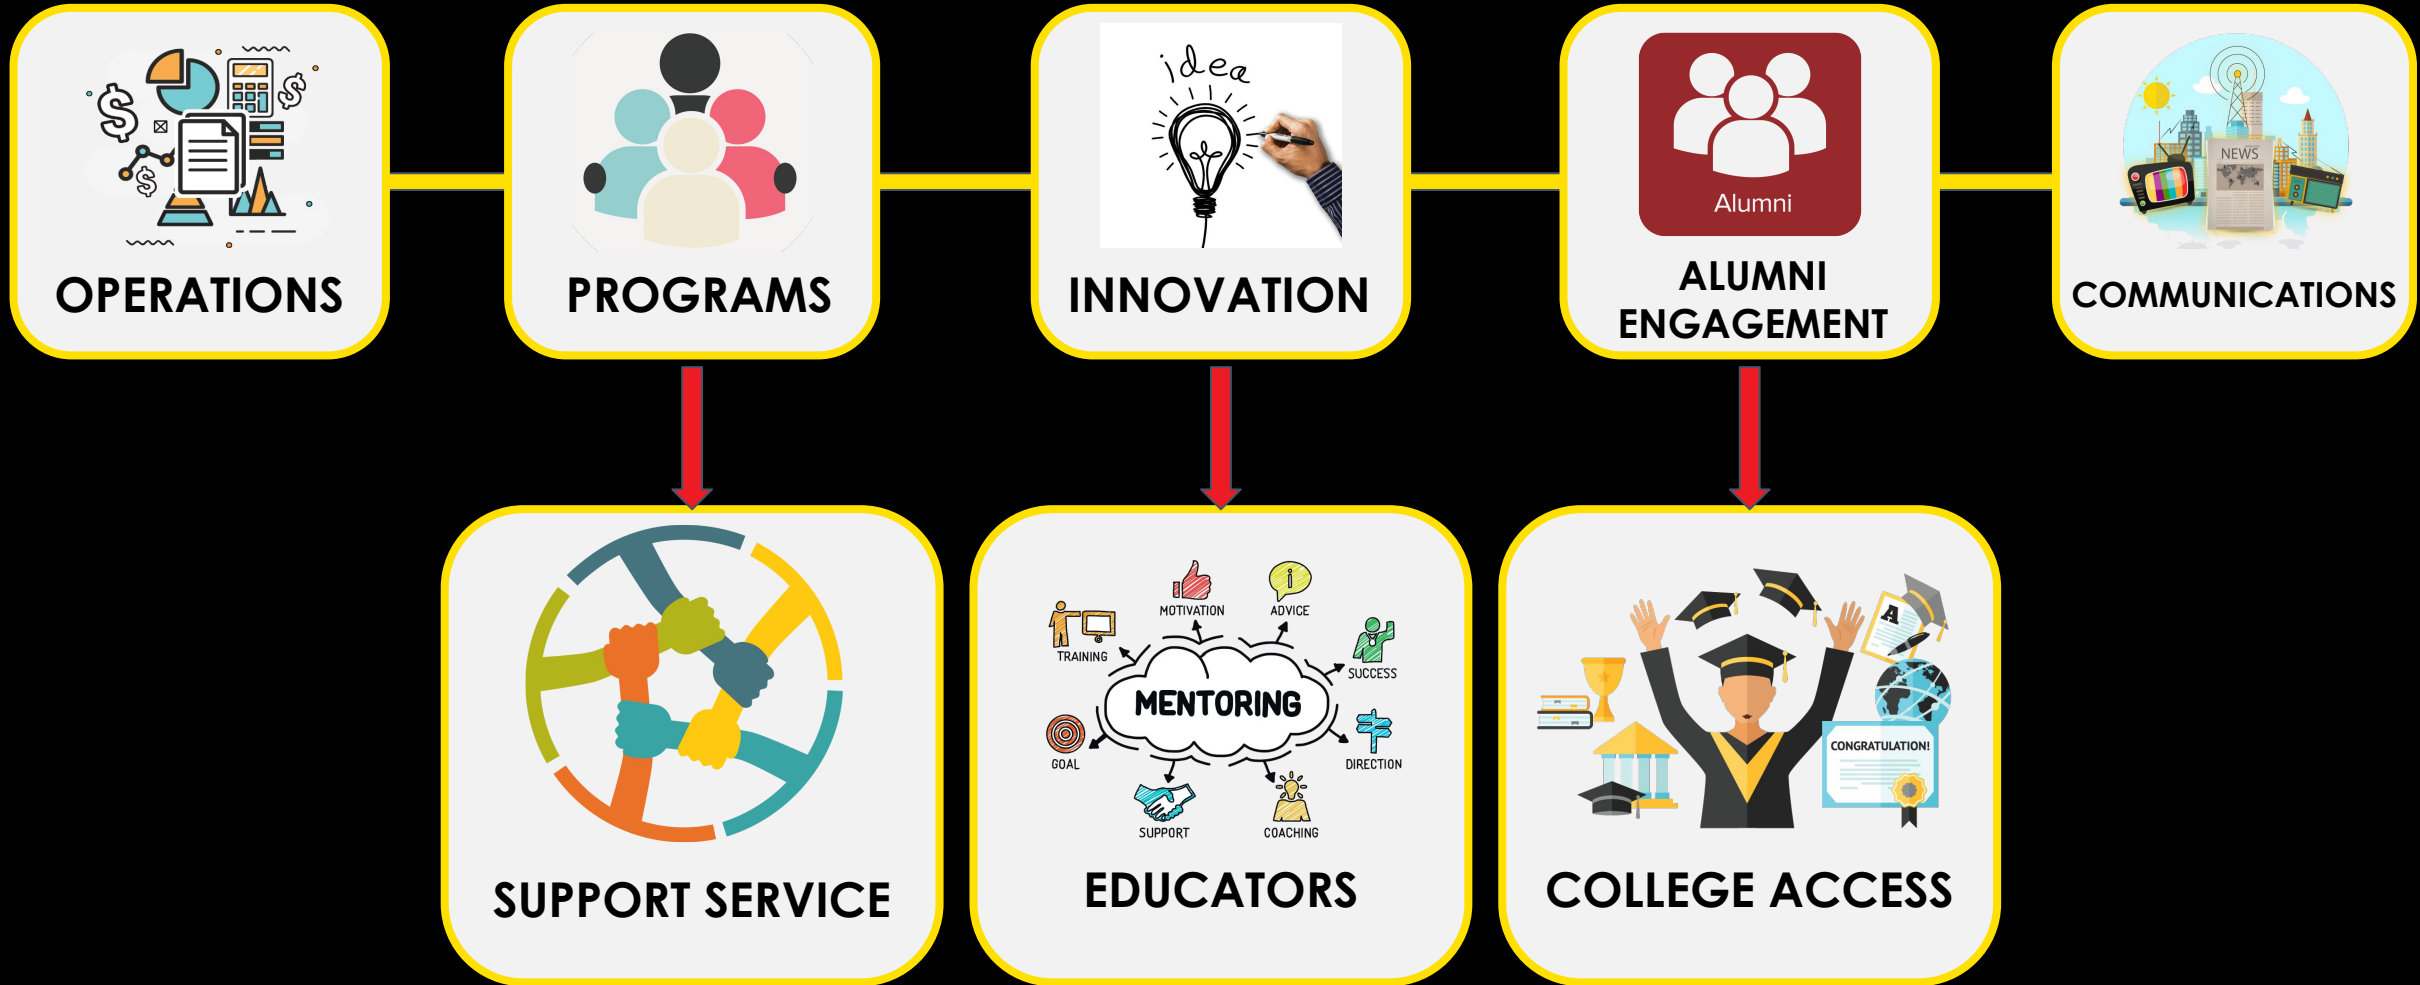 idea
Alumni
NEWS
OPERATIONS
PROGRAMS
INNOVATION
ALUMNI
ENGAGEMENT
COMMUNICATIONS
MOTIVATION
ADVICE
TRAINING
SUCCESS
MENTORING
GOAL
DIRECTION
SUPPORT
COACHING
A
CONGRATULATION!
SUPPORT SERVICE
EDUCATORS
COLLEGE ACCESS